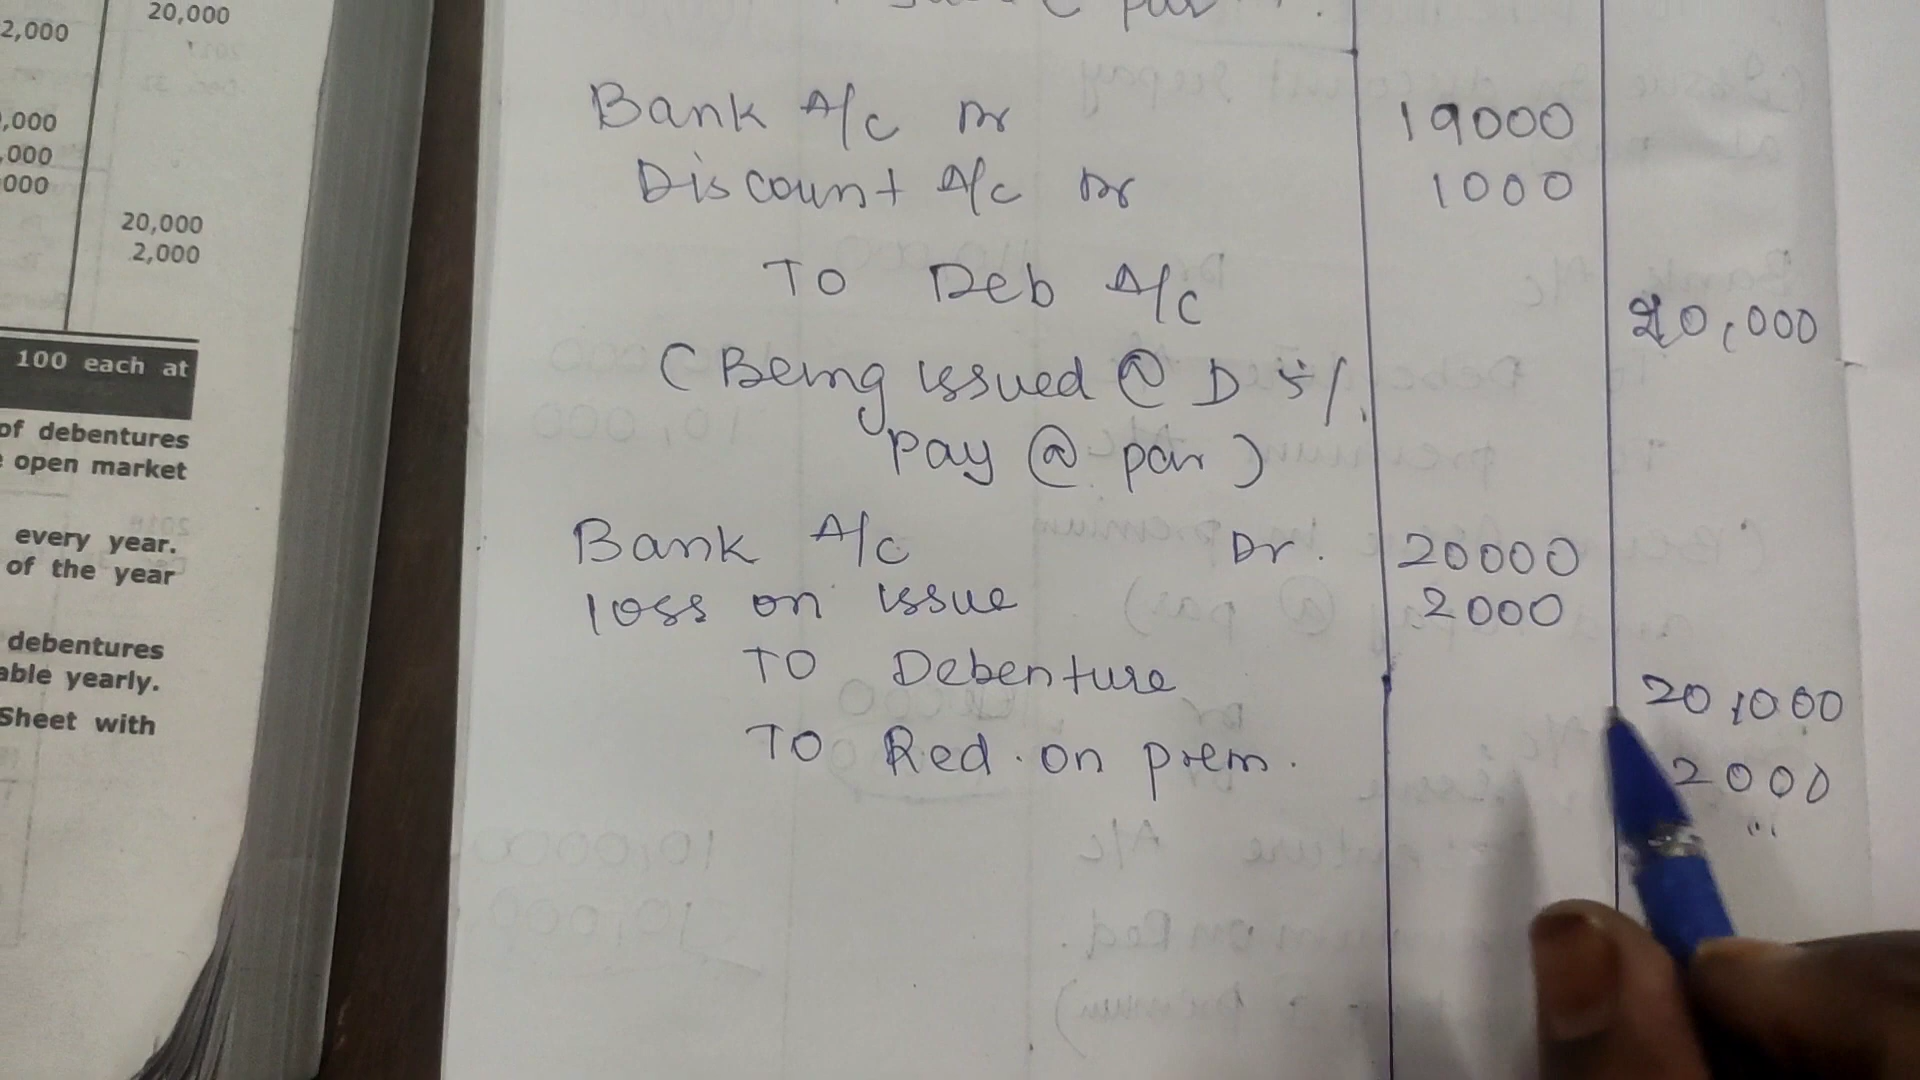 20,000
2,000
,000
,000
000
20,000
2,000
100 each at
of debentures
open market
every year.
of the year
debentures
able yearly.
Sheet with
par
Bank A/c Dr 19000
Discount A/c Dr 1000
To Deb A/c 20,000
(Being issued @ D 5%
pay @ par)
Bank A/c Dr. 20000
loss on issue 2000
To Debenture 20,000
To Red. on prem. 2000